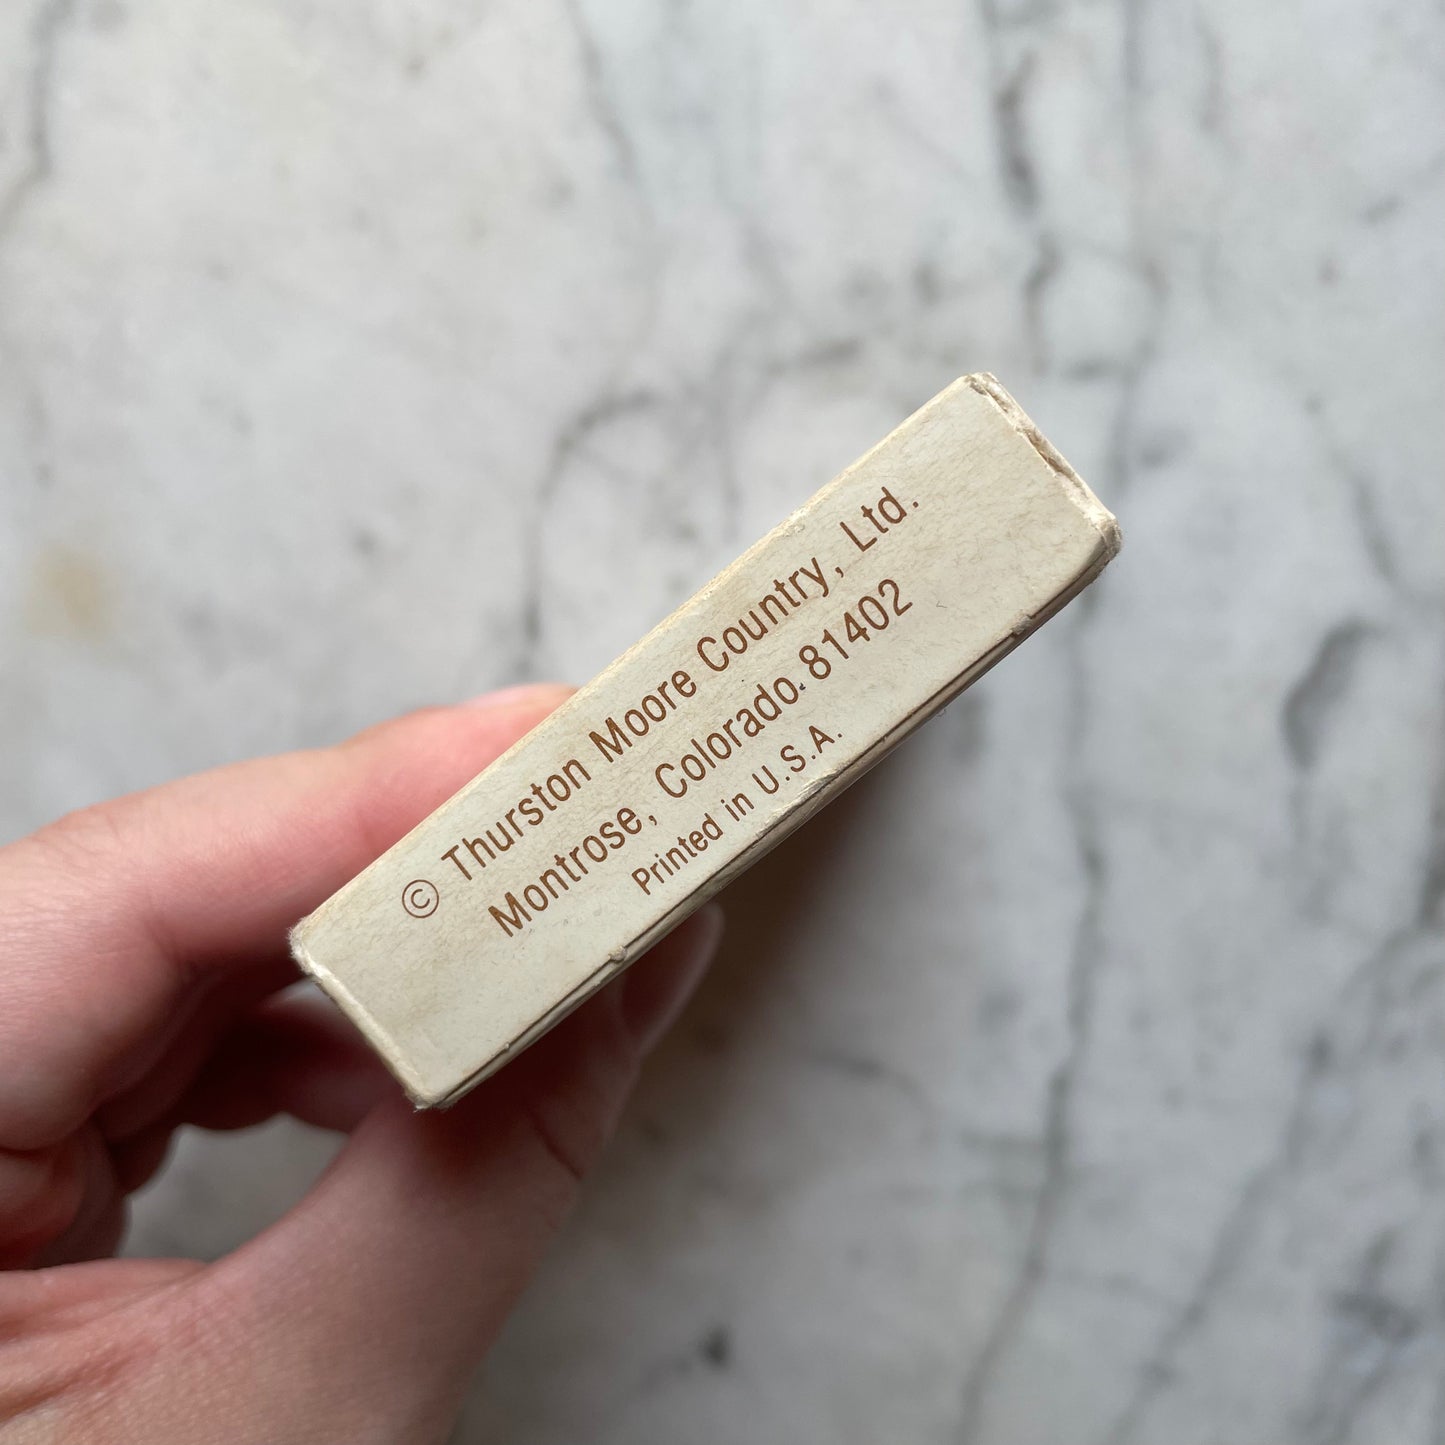 © Thurston Moore Country, Ltd.
Montrose, Colorado 81402
Printed in U.S.A.